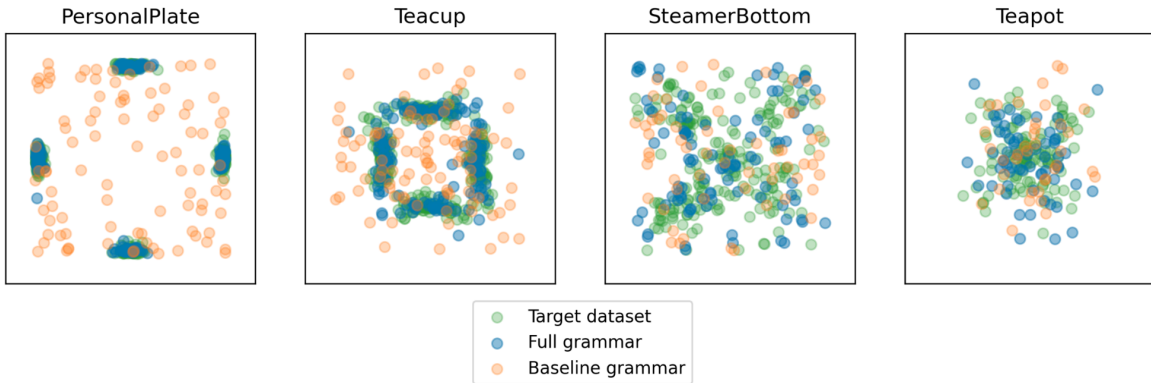 PersonalPlate
Teacup
SteamerBottom
Teapot
Target dataset
Full grammar
Baseline grammar